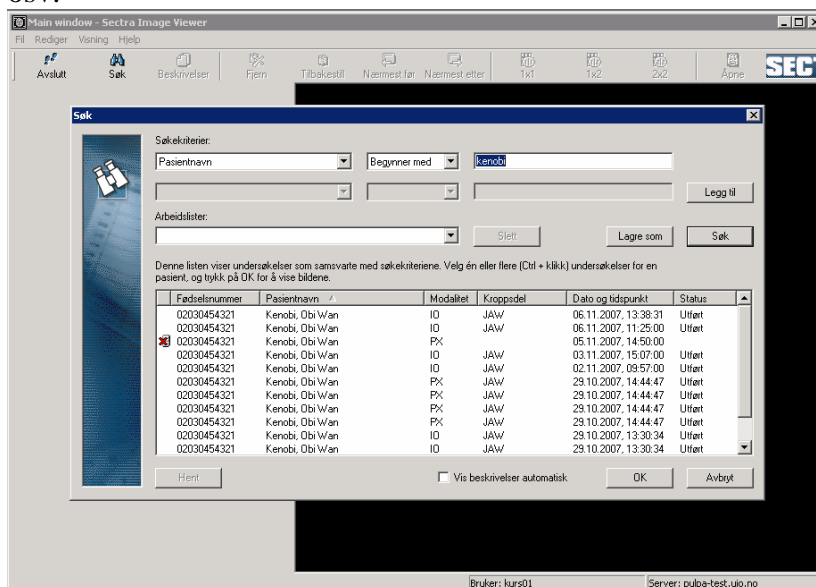 osv.
Main window - Sectra Image Viewer
Fil Rediger Visning Hjelp
Avslutt Søk Beskrivelser Fjern Tilbakestill Nærmest før Nærmest etter 1x1 1x2 2x2 Åpne SECT
Søk
Søkekriterier:
Pasientnavn Begynner med kenobi
Legg til
Arbeidslister:
Slett Lagre som Søk
Denne listen viser undersøkelser som samsvarte med søkekriteriene. Velg én eller flere (Ctrl + klikk) undersøkelser for en
pasient, og trykk på OK for å vise bildene.
Fødselsnummer Pasientnavn Modalitet Kroppsdel Dato og tidspunkt Status
02030454321 Kenobi, Obi Wan IO JAW 06.11.2007, 13:38:31 Utført
02030454321 Kenobi, Obi Wan IO JAW 06.11.2007, 11:25:00 Utført
02030454321 Kenobi, Obi Wan PX 05.11.2007, 14:50:00
02030454321 Kenobi, Obi Wan IO JAW 03.11.2007, 15:07:00 Utført
02030454321 Kenobi, Obi Wan IO JAW 02.11.2007, 09:57:00 Utført
02030454321 Kenobi, Obi Wan PX JAW 29.10.2007, 14:44:47 Utført
02030454321 Kenobi, Obi Wan PX JAW 29.10.2007, 14:44:47 Utført
02030454321 Kenobi, Obi Wan PX JAW 29.10.2007, 14:44:47 Utført
02030454321 Kenobi, Obi Wan PX JAW 29.10.2007, 14:44:47 Utført
02030454321 Kenobi, Obi Wan IO JAW 29.10.2007, 13:30:34 Utført
02030454321 Kenobi, Obi Wan IO JAW 29.10.2007, 13:30:34 Utført
Hent Vis beskrivelser automatisk OK Avbryt
Bruker: kurs01 Server: pulpa-test.uio.no